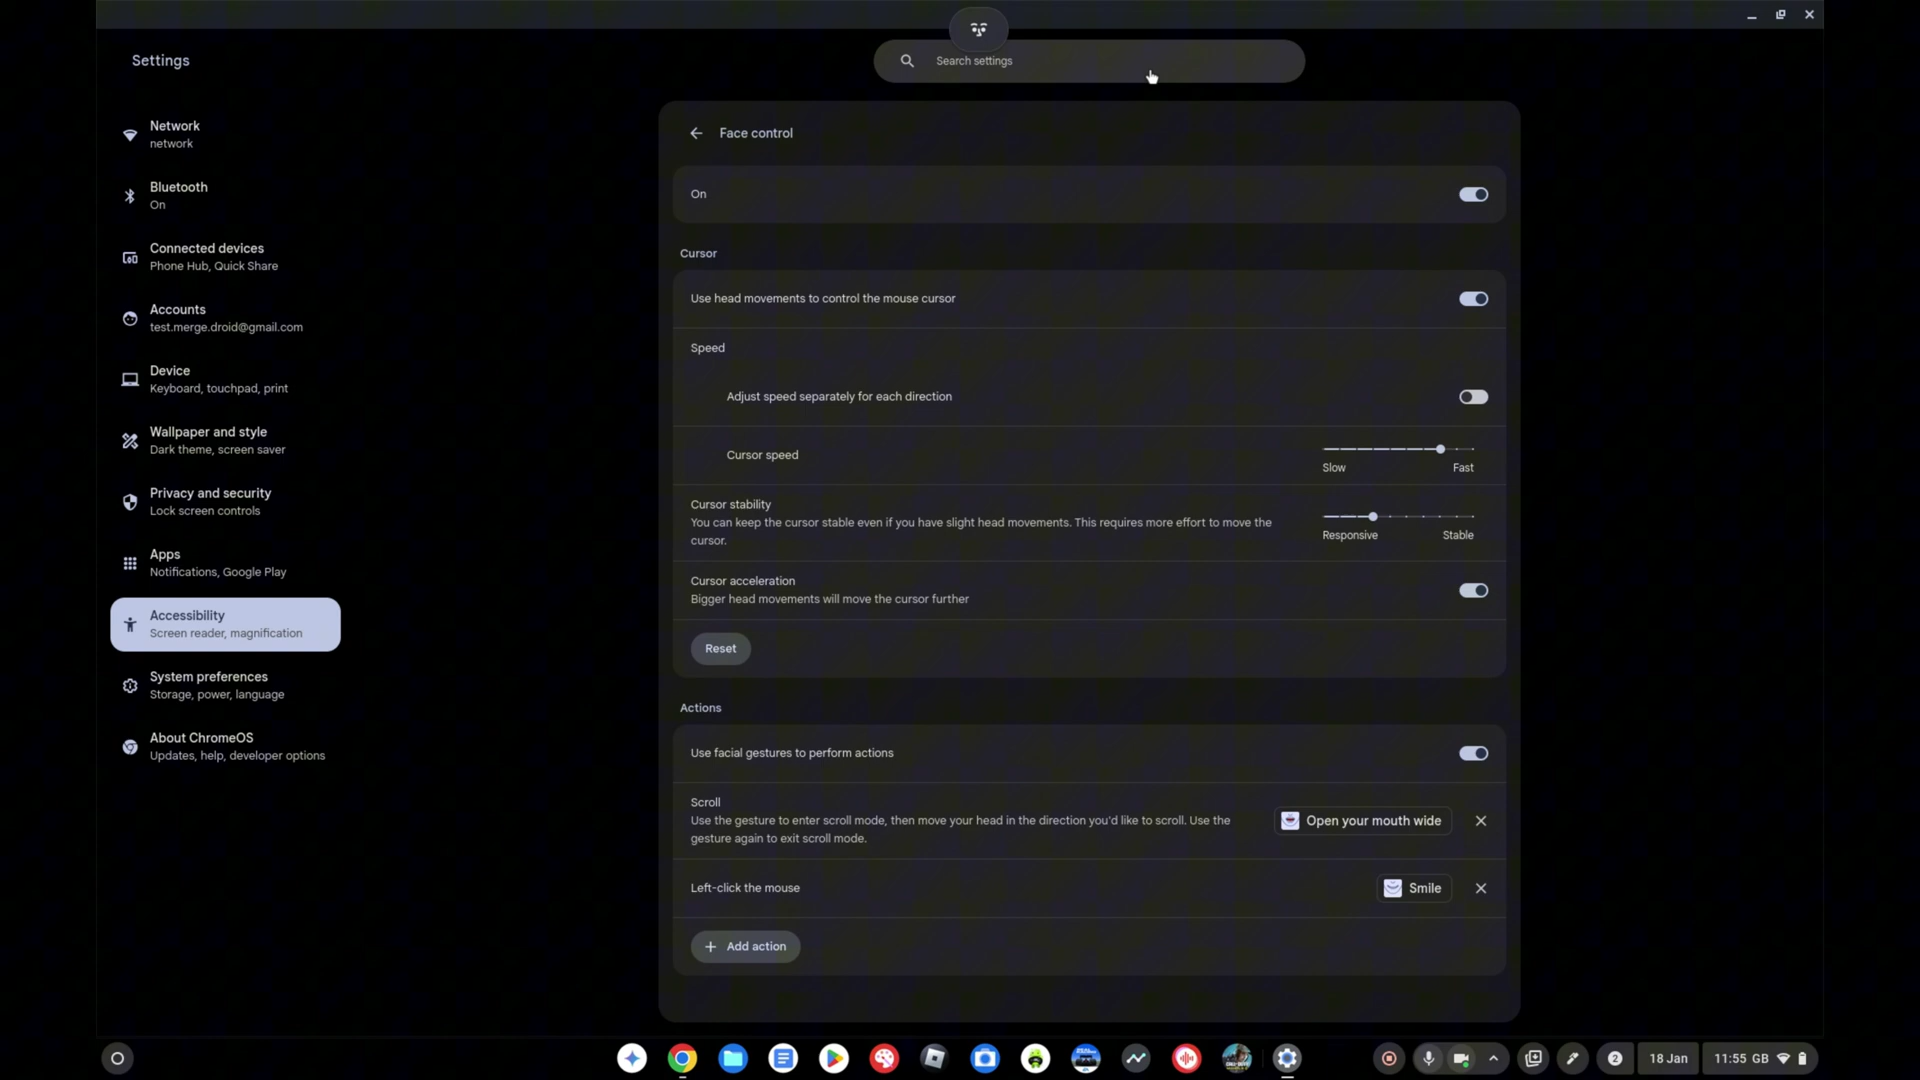 Settings
Search settings
Network
network
Bluetooth
On
Connected devices
Phone Hub, Quick Share
Accounts
test.merge.droid@gmail.com
Device
Keyboard, touchpad, print
Wallpaper and style
Dark theme, screen saver
Privacy and security
Lock screen controls
Apps
Notifications, Google Play
Accessibility
Screen reader, magnification
System preferences
Storage, power, language
About ChromeOS
Updates, help, developer options
Face control
On
Cursor
Use head movements to control the mouse cursor
Speed
Adjust speed separately for each direction
Cursor speed
Slow Fast
Cursor stability
You can keep the cursor stable even if you have slight head movements. This requires more effort to move the
cursor.
Responsive Stable
Cursor acceleration
Bigger head movements will move the cursor further
Reset
Actions
Use facial gestures to perform actions
Scroll
Use the gesture to enter scroll mode, then move your head in the direction you'd like to scroll. Use the
gesture again to exit scroll mode.
Open your mouth wide
Left-click the mouse
Smile
Add action
2
18 Jan
11:55 GB